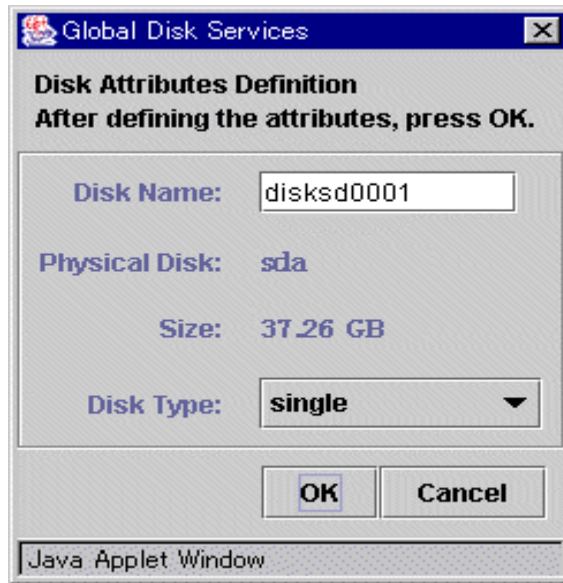 Global Disk Services
Disk Attributes Definition
After defining the attributes, press OK.
Disk Name: disksd0001
Physical Disk: sda
Size: 37.26 GB
Disk Type: single
OK Cancel
Java Applet Window